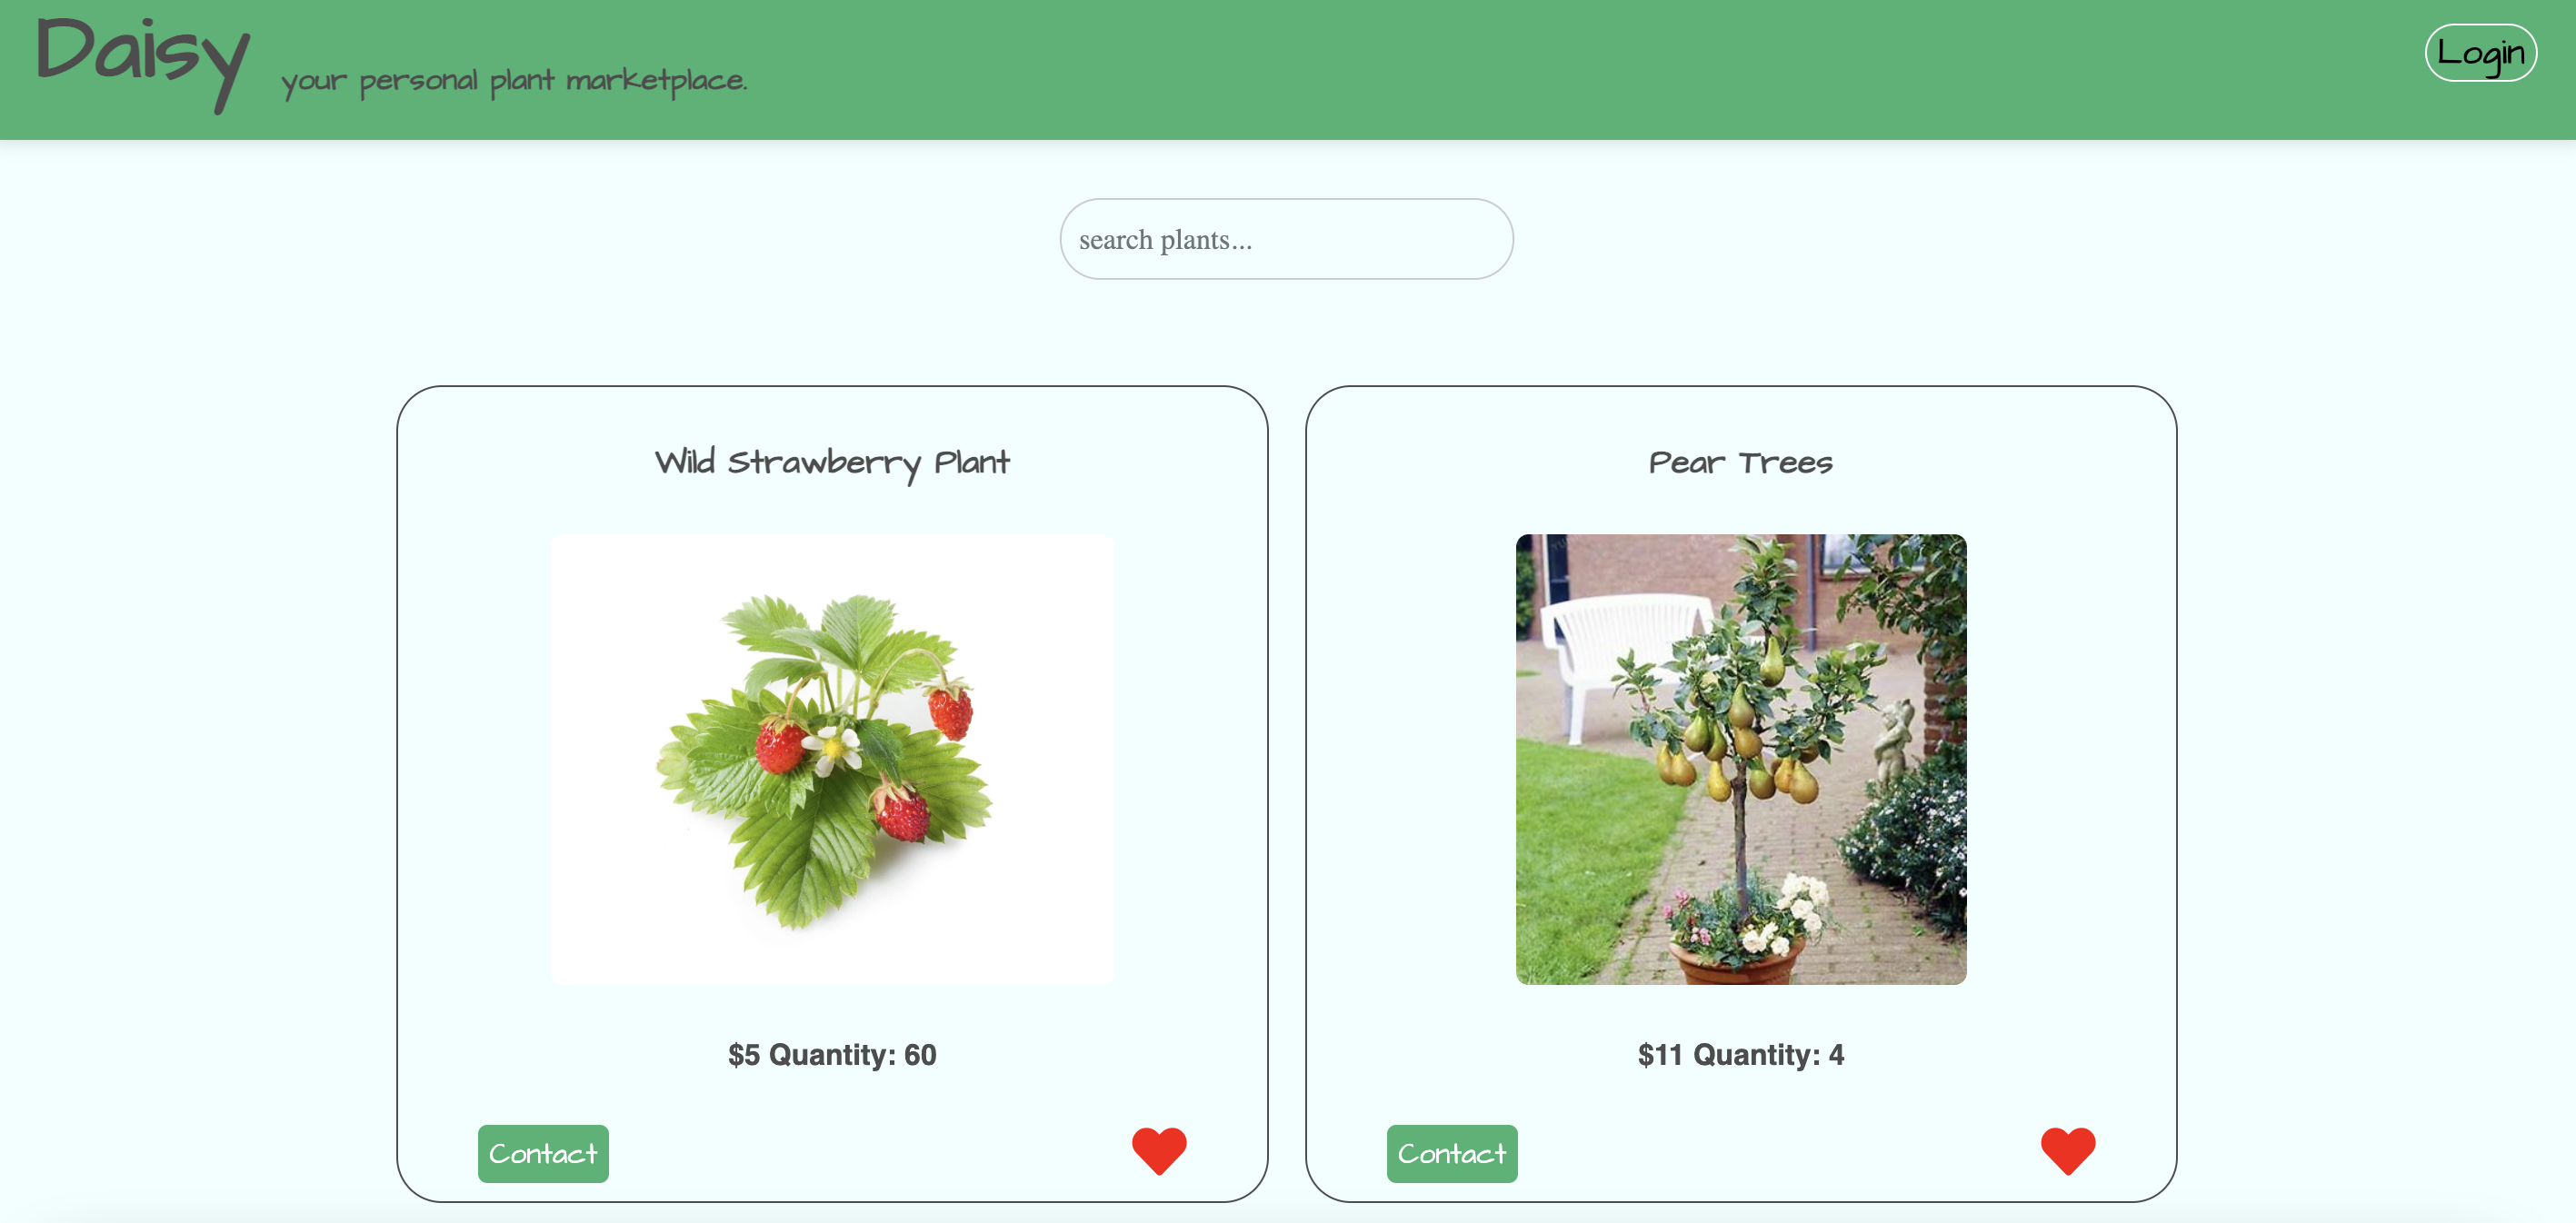 Daisy
your personal plant marketplace.
Login
search plants...
Wild Strawberry Plant
Pear Trees
$5 Quantity: 60
$11 Quantity: 4
Contact
Contact